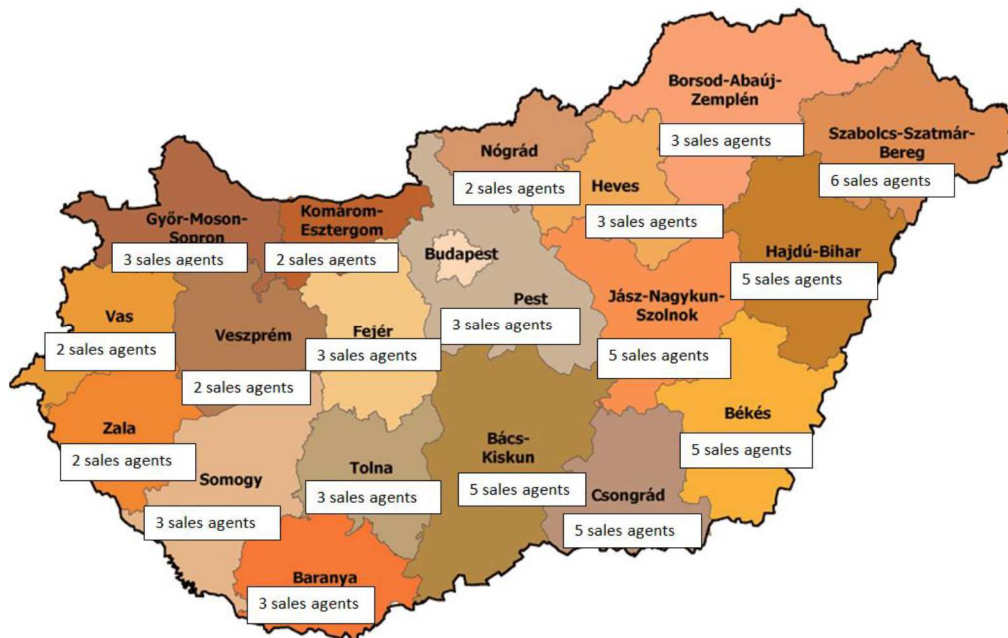 Borsod-Abaúj-
Zemplén
3 sales agents
Szabolcs-Szatmár-
Bereg
6 sales agents
Nógrád
2 sales agents
Heves
3 sales agents
Győr-Moson-
Sopron
3 sales agents
Komárom-
Esztergom
2 sales agents
Budapest
Hajdú-Bihar
5 sales agents
Pest
3 sales agents
Jász-Nagykun-
Szolnok
5 sales agents
Vas
2 sales agents
Veszprém
2 sales agents
Fejér
3 sales agents
Zala
2 sales agents
Somogy
3 sales agents
Tolna
3 sales agents
Bács-
Kiskun
5 sales agents
Csongrád
5 sales agents
Békés
5 sales agents
Baranya
3 sales agents